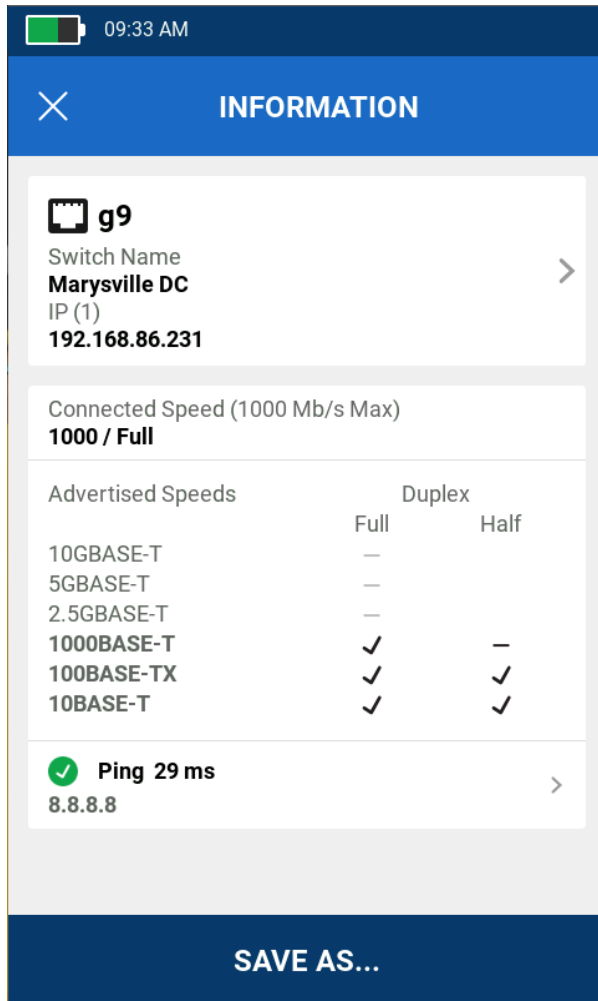 09:33 AM
INFORMATION
g9
Switch Name
Marysville DC
IP (1)
192.168.86.231
Connected Speed (1000 Mb/s Max)
1000 / Full
Advertised Speeds Duplex
Full Half
10GBASE-T –
5GBASE-T –
2.5GBASE-T –
1000BASE-T ✓ –
100BASE-TX ✓ ✓
10BASE-T ✓ ✓
Ping 29 ms
8.8.8.8
SAVE AS...